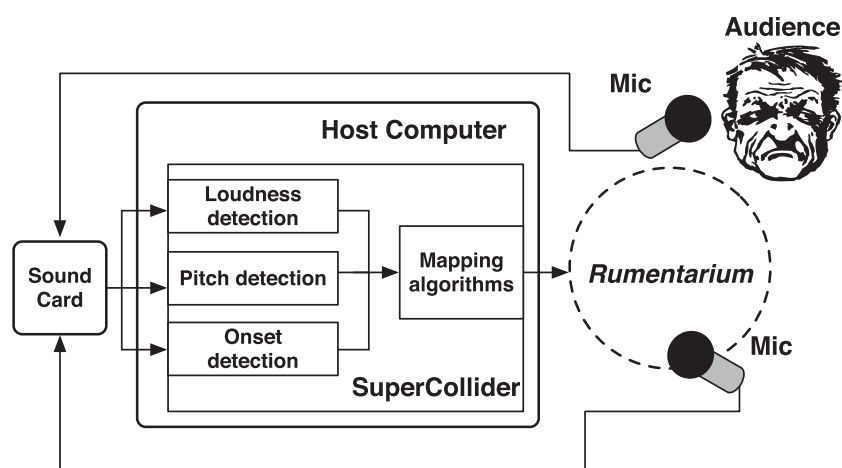 Audience
Mic
Host Computer
Loudness
detection
Sound
Card
Pitch detection
Mapping
algorithms
Rumentarium
Onset
detection
Mic
SuperCollider